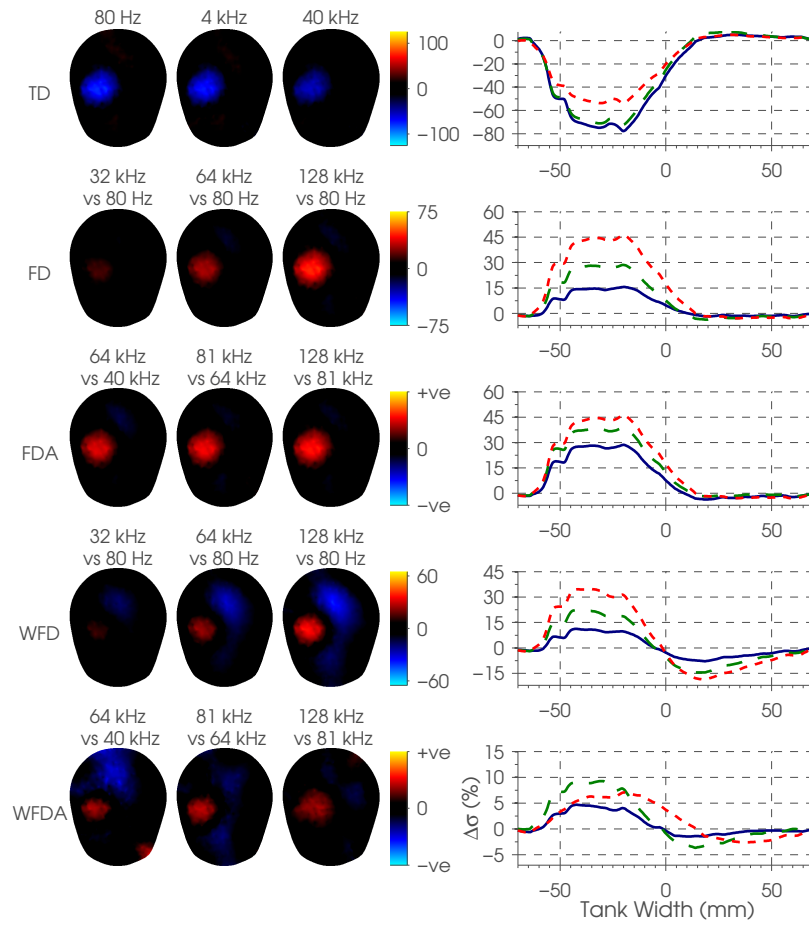 80 Hz 4 kHz 40 kHz
TD
100
0
−100
0
−20
−40
−60
−80
−50 0 50
32 kHz 64 kHz 128 kHz
vs 80 Hz vs 80 Hz vs 80 Hz
FD
75
0
−75
60
45
30
15
0
−50 0 50
64 kHz 81 kHz 128 kHz
vs 40 kHz vs 64 kHz vs 81 kHz
FDA
+ve
0
−ve
60
45
30
15
0
−50 0 50
32 kHz 64 kHz 128 kHz
vs 80 Hz vs 80 Hz vs 80 Hz
WFD
60
0
−60
45
30
15
0
−15
−50 0 50
64 kHz 81 kHz 128 kHz
vs 40 kHz vs 64 kHz vs 81 kHz
WFDA
+ve
0
−ve
Δσ (%)
15
10
5
0
−5
−50 0 50
Tank Width (mm)